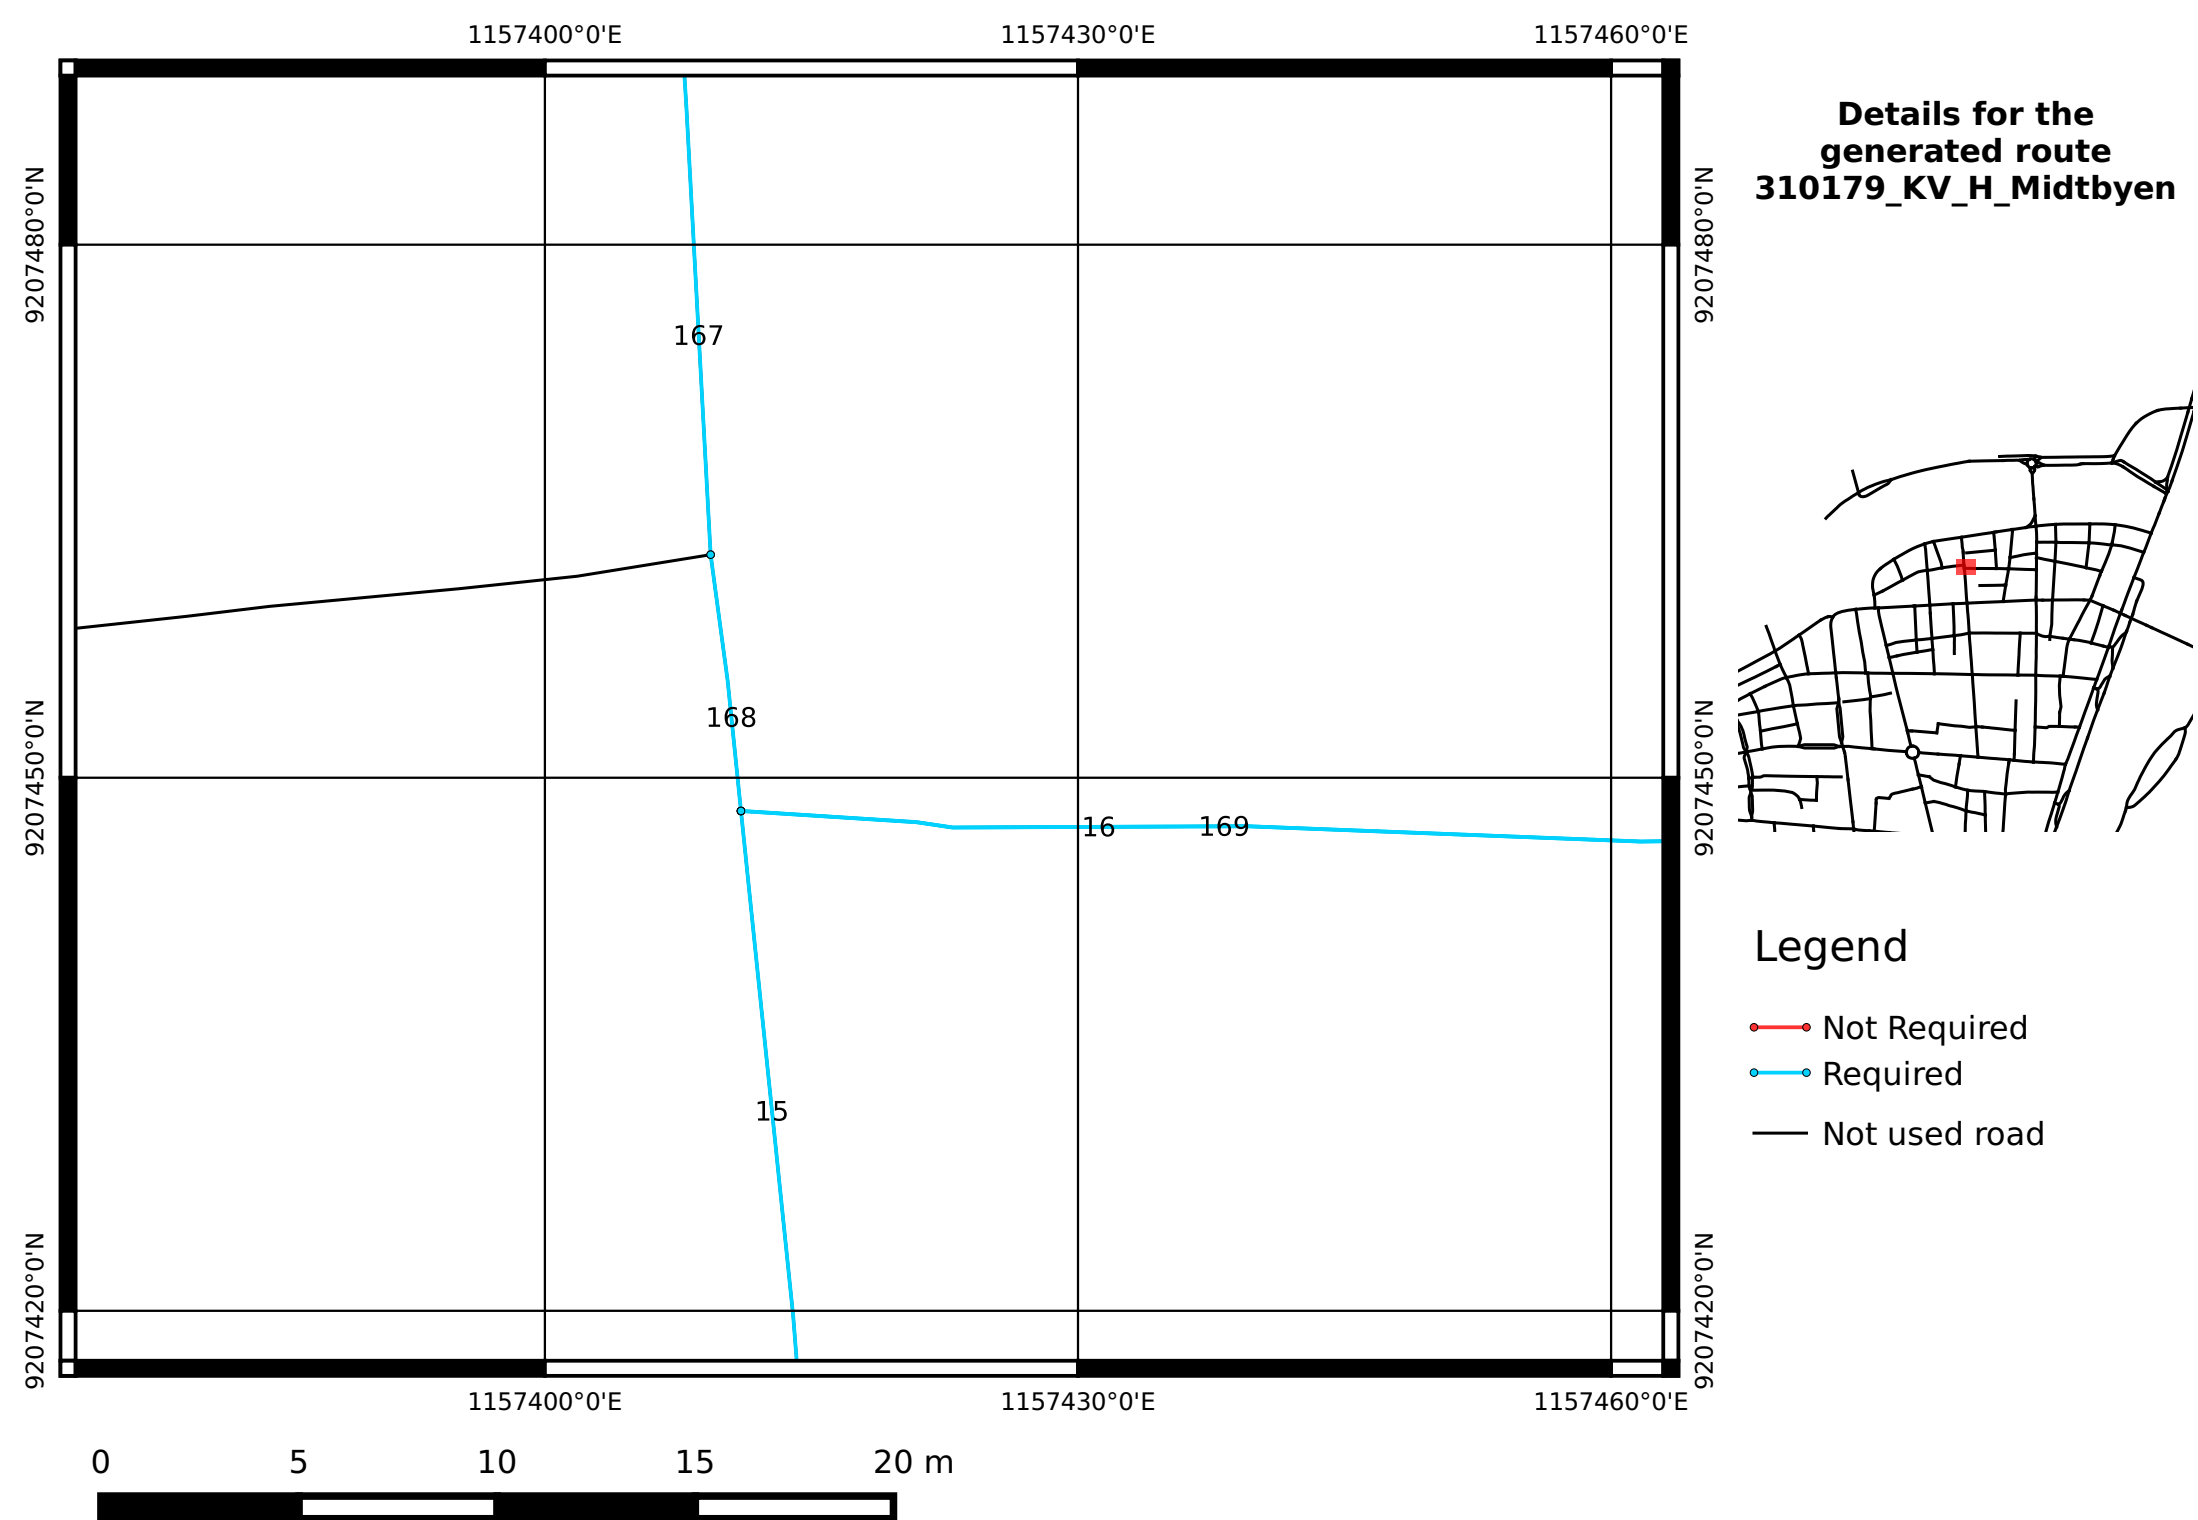 1157400°0'E 1157430°0'E 1157460°0'E
Details for the
generated route
310179_KV_H_Midtbyen
9207480°0'N 9207480°0'N
167
168
9207450°0'N 9207450°0'N
16 169
Legend
Not Required
Required
15
Not used road
9207420°0'N 9207420°0'N
1157400°0'E 1157430°0'E 1157460°0'E
0 5 10 15 20 m